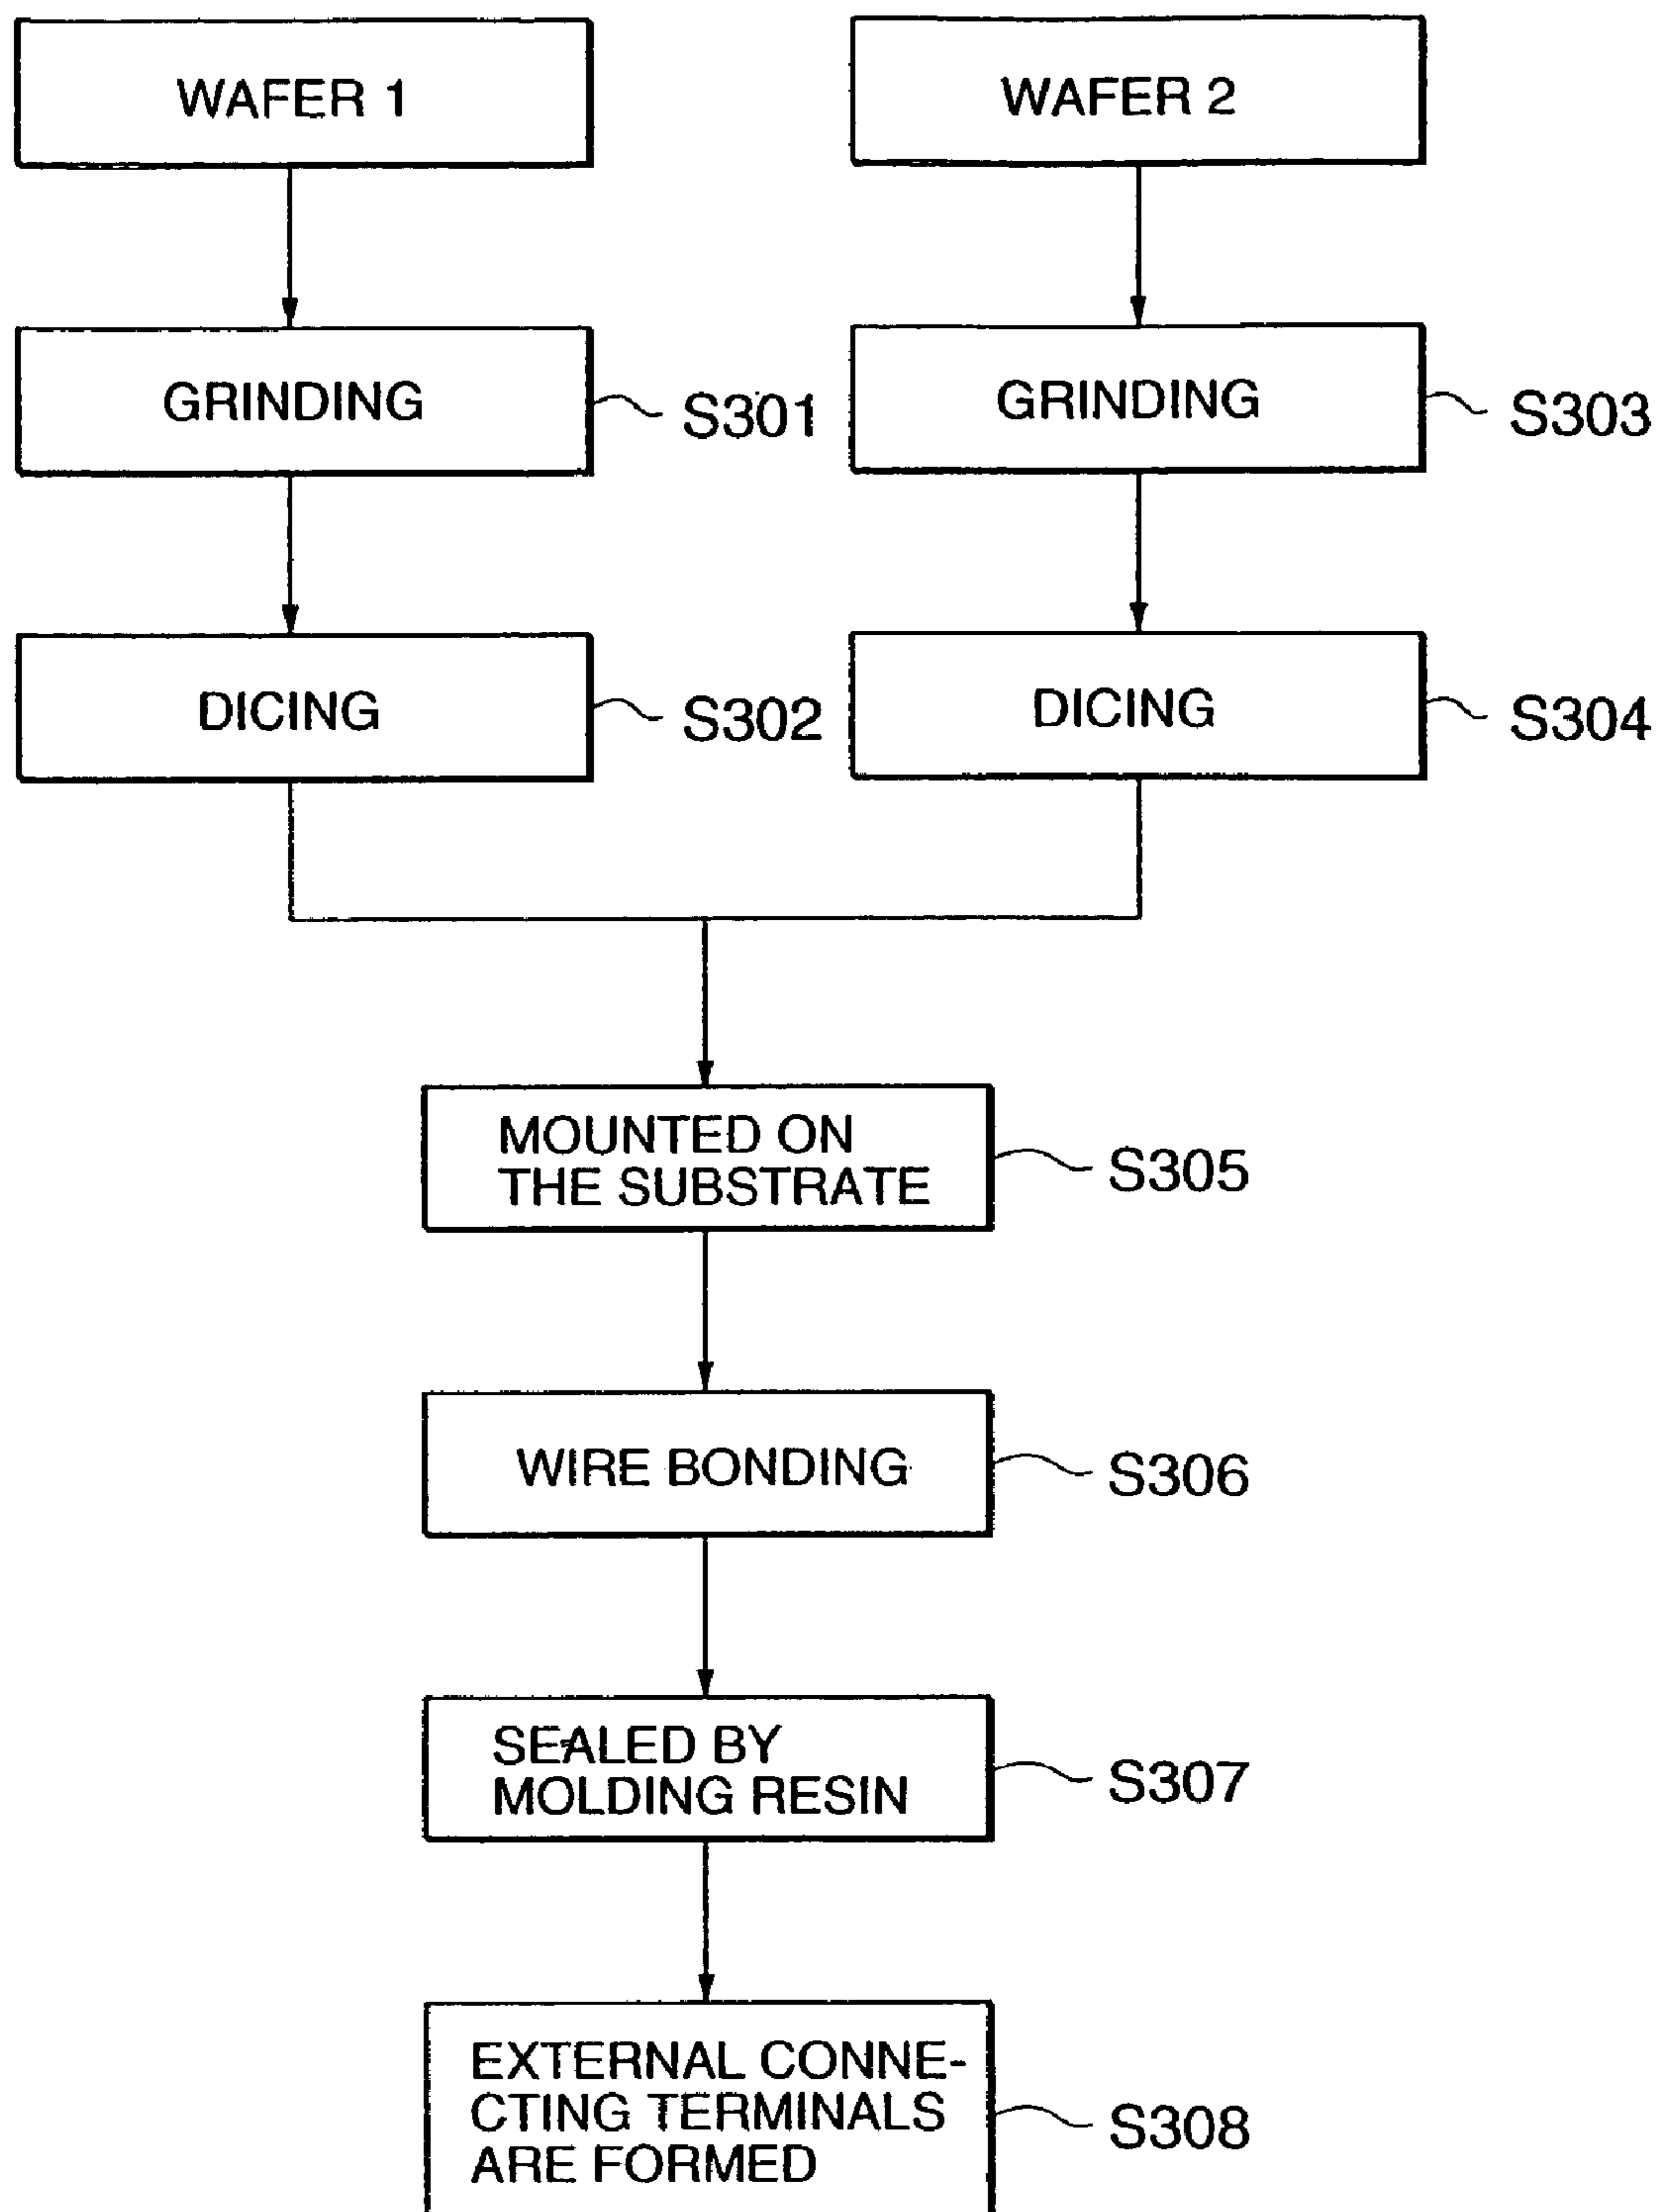 WAFER 1
WAFER 2
GRINDING
S301
GRINDING
S303
DICING
S302
DICING
S304
MOUNTED ON
THE SUBSTRATE
S305
WIRE BONDING
S306
SEALED BY
MOLDING RESIN
S307
EXTERNAL CONNE-
CTING TERMINALS
ARE FORMED
S308